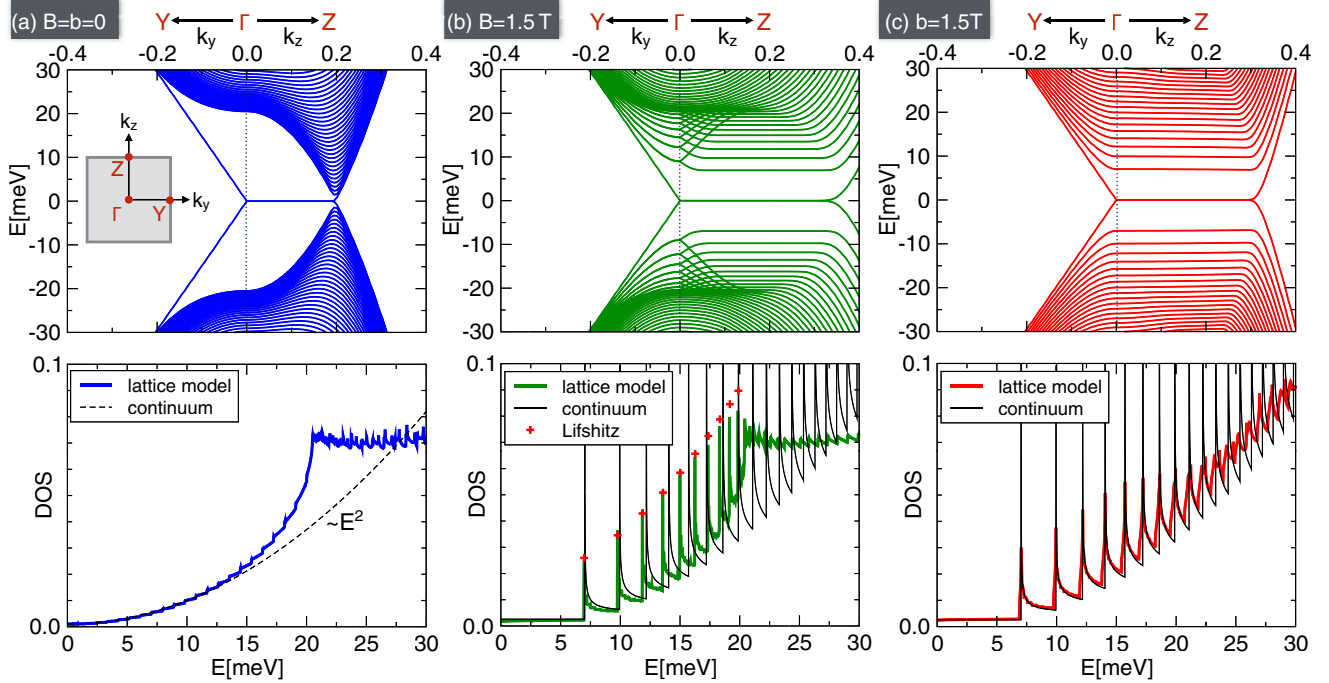 (a) B=b=0
Y Γ Z
k_y k_z
-0.4 -0.2 0.0 0.2 0.4
30
20
10
0
-10
-20
-30
E[meV]
k_z
Z
Γ
Y
k_y
(b) B=1.5 T
Y Γ Z
k_y k_z
-0.4 -0.2 0.0 0.2 0.4
30
20
10
0
-10
-20
-30
E[meV]
(c) b=1.5T
Y Γ Z
k_y k_z
-0.4 -0.2 0.0 0.2 0.4
30
20
10
0
-10
-20
-30
E[meV]
0.1
lattice model
continuum
~E²
DOS
0.0
0 5 10 15 20 25 30
E[meV]
0.1
lattice model
continuum
Lifshitz
DOS
0.0
0 5 10 15 20 25 30
E[meV]
0.1
lattice model
continuum
DOS
0.0
0 5 10 15 20 25 30
E[meV]